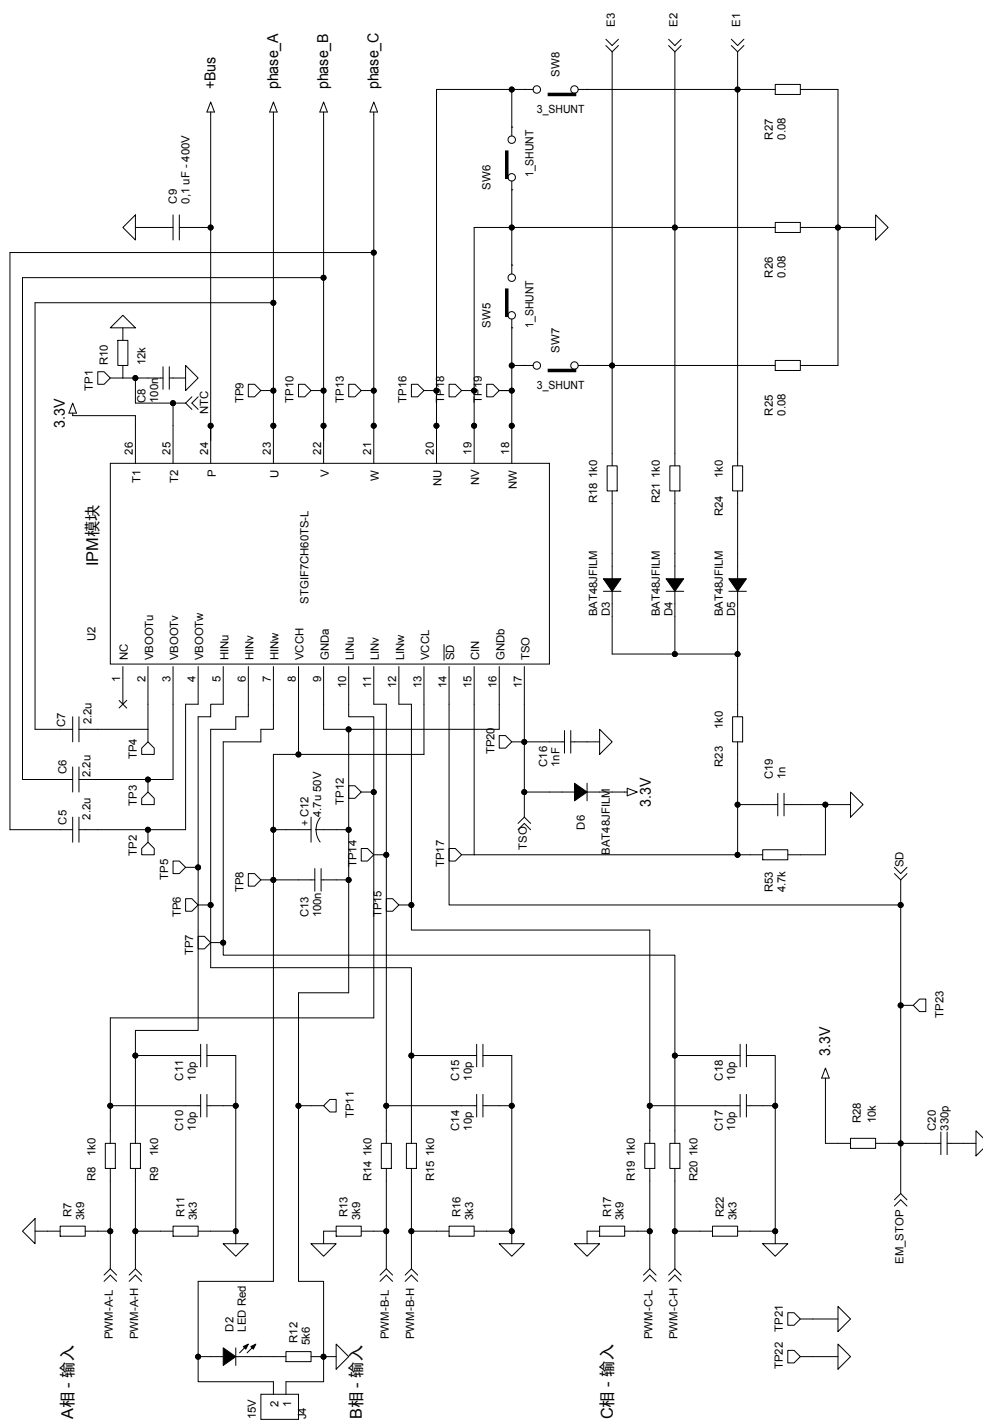 A相 - 输入
PWM-A-L
PWM-A-H
R7
3k9
R8 1k0
R9 1k0
R11
3k3
C10
10p
C11
10p
15V
J4
2
1
D2
LED Red
R12
5k6
TP11
B相 - 输入
PWM-B-L
PWM-B-H
R13
3k9
R14 1k0
R15 1k0
R16
3k3
C14
10p
C15
10p
C相 - 输入
PWM-C-L
PWM-C-H
R17
3k9
R19 1k0
R20 1k0
R22
3k3
C17
10p
C18
10p
TP22
TP21
EM_STOP
3.3V
R28
10k
C20
330p
TP23
SD
TP7
TP6
TP5
TP8
C13
100n
C12
4.7u 50V
+
TP12
TP14
TP15
TP2
TP3
TP4
C5
2.2u
C6
2.2u
C7
2.2u
TP17
R53
4.7k
C19
1n
R23
1k0
TSO
D6
BAT48JFILM
3.3V
C16
1nF
TP20
U2
IPM模块
STGIF7CH60TS-L
1
NC
2
VBOOTu
3
VBOOTv
4
VBOOTw
5
HINu
6
HINv
7
HINw
8
VCCH
9
GNDa
10
LINu
11
LINv
12
LINw
13
VCCL
14
SD
15
CIN
16
GNDb
17
TSO
T1
26
T2
25
P
24
U
23
V
22
W
21
NU
20
NV
19
NW
18
3.3V
TP1
R10
12k
C8
100n
NTC
TP9
TP10
TP13
TP16
TP18
TP19
C9
0,1 uF - 400V
+Bus
phase_A
phase_B
phase_C
SW5
1_SHUNT
SW6
1_SHUNT
SW7
3_SHUNT
SW8
3_SHUNT
BAT48JFILM
D3
R18 1k0
BAT48JFILM
D4
R21 1k0
BAT48JFILM
D5
R24 1k0
R25
0.08
R26
0.08
R27
0.08
E3
E2
E1